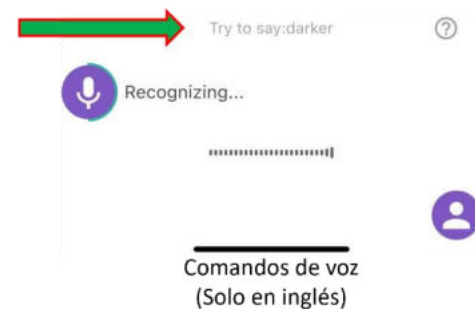 Try to say:darker
Recognizing...
Comandos de voz
(Solo en inglés)